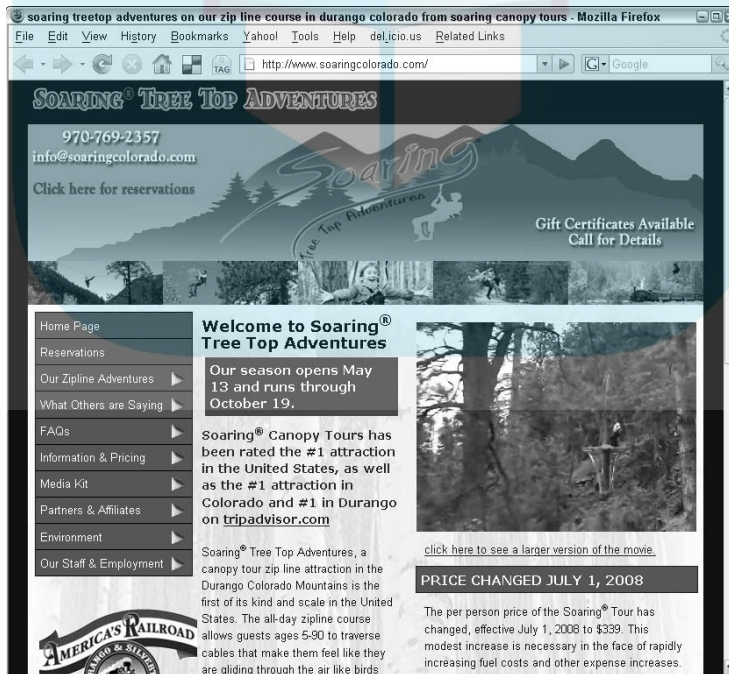 soaring treetop adventures on our zip line course in durango colorado from soaring canopy tours - Mozilla Firefox
File Edit View History Bookmarks Yahoo! Tools Help del.icio.us Related Links
TAG http://www.soaringcolorado.com/ G Google
SOARING® TREE TOP ADVENTURES
970-769-2357
info@soaringcolorado.com
Click here for reservations
Soaring
Tree Top Adventures
Gift Certificates Available
Call for Details
Home Page
Reservations
Our Zipline Adventures
What Others are Saying
FAQs
Information & Pricing
Media Kit
Partners & Affiliates
Environment
Our Staff & Employment
AMERICA'S RAILROAD
DURANGO & SILVER
Welcome to Soaring®
Tree Top Adventures
Our season opens May
13 and runs through
October 19.
Soaring® Canopy Tours has
been rated the #1 attraction
in the United States, as well
as the #1 attraction in
Colorado and #1 in Durango
on tripadvisor.com
Soaring® Tree Top Adventures, a
canopy tour zip line attraction in the
Durango Colorado Mountains is the
first of its kind and scale in the United
States. The all-day zipline course
allows guests ages 5-90 to traverse
cables that make them feel like they
are gliding through the air like birds
click here to see a larger version of the movie.
PRICE CHANGED JULY 1, 2008
The per person price of the Soaring® Tour has
changed, effective July 1, 2008 to $339. This
modest increase is necessary in the face of rapidly
increasing fuel costs and other expense increases.